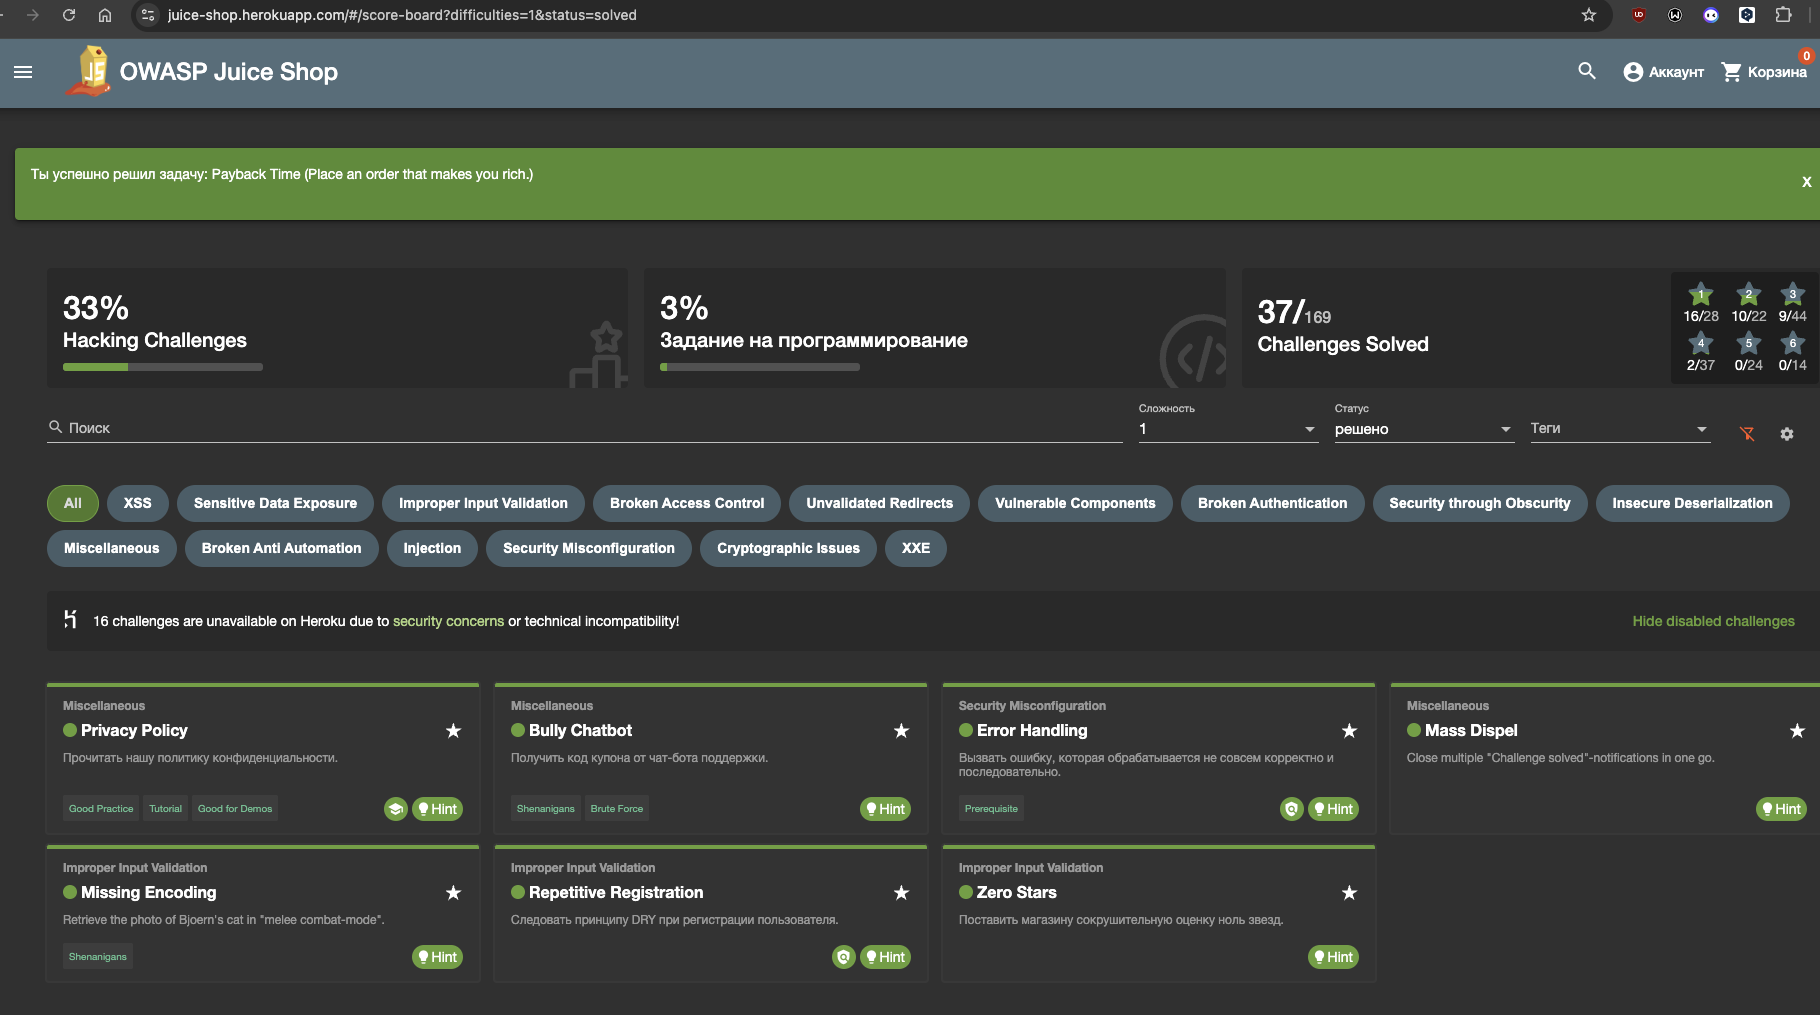 juice-shop.herokuapp.com/#/score-board?difficulties=1&status=solved
OWASP Juice Shop
Аккаунт
Корзина
0
Ты успешно решил задачу: Payback Time (Place an order that makes you rich.)
X
33%
Hacking Challenges
3%
Задание на программирование
37/169
Challenges Solved
1 2 3
16/28 10/22 9/44
4 5 6
2/37 0/24 0/14
Поиск
Сложность
1
Статус
решено
Теги
All XSS Sensitive Data Exposure Improper Input Validation Broken Access Control Unvalidated Redirects Vulnerable Components Broken Authentication Security through Obscurity Insecure Deserialization
Miscellaneous Broken Anti Automation Injection Security Misconfiguration Cryptographic Issues XXE
16 challenges are unavailable on Heroku due to security concerns or technical incompatibility!
Hide disabled challenges
Miscellaneous
Privacy Policy
Прочитать нашу политику конфиденциальности.
Good Practice Tutorial Good for Demos
Hint
Miscellaneous
Bully Chatbot
Получить код купона от чат-бота поддержки.
Shenanigans Brute Force
Hint
Security Misconfiguration
Error Handling
Вызвать ошибку, которая обрабатывается не совсем корректно и
последовательно.
Prerequisite
Hint
Miscellaneous
Mass Dispel
Close multiple "Challenge solved"-notifications in one go.
Hint
Improper Input Validation
Missing Encoding
Retrieve the photo of Bjoern's cat in "melee combat-mode".
Shenanigans
Hint
Improper Input Validation
Repetitive Registration
Следовать принципу DRY при регистрации пользователя.
Hint
Improper Input Validation
Zero Stars
Поставить магазину сокрушительную оценку ноль звезд.
Hint